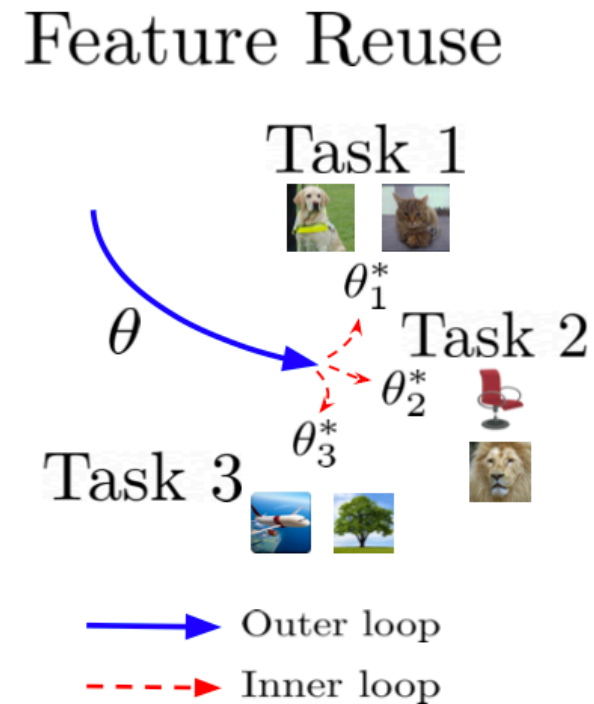 Feature Reuse
Task 1
θ₁*
θ
Task 2
θ₂*
θ₃*
Task 3
Outer loop
Inner loop